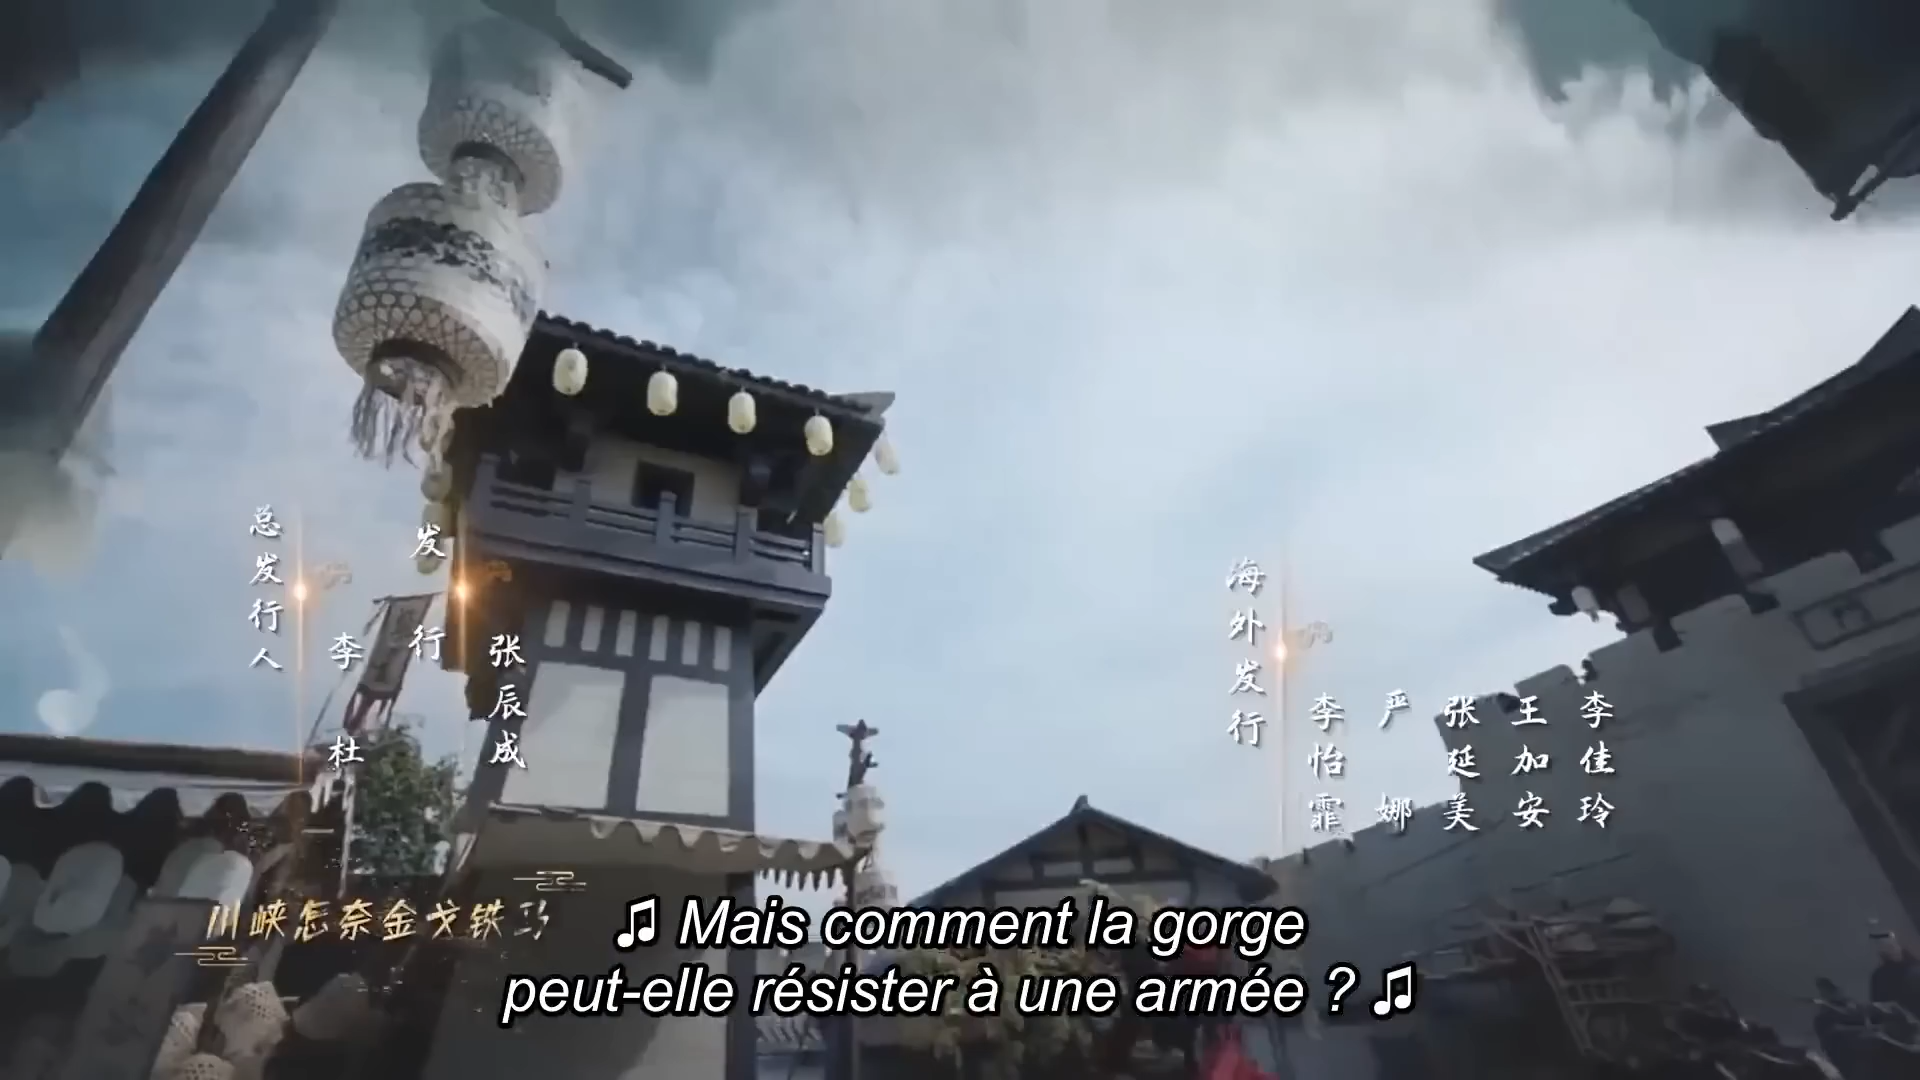 总发行人
李杜
发行
张辰成
海外发行
李怡霏
严娜
张延美
王加安
李佳玲
川峡怎奈金戈铁
♫ Mais comment la gorge
peut-elle résister à une armée ? ♫